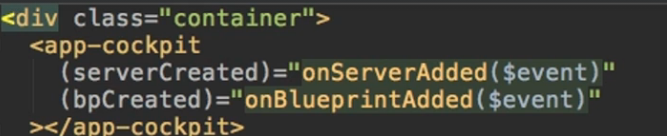 <div class="container">
<app-cockpit
(serverCreated)="onServerAdded($event)"
(bpCreated)="onBlueprintAdded($event)"
></app-cockpit>